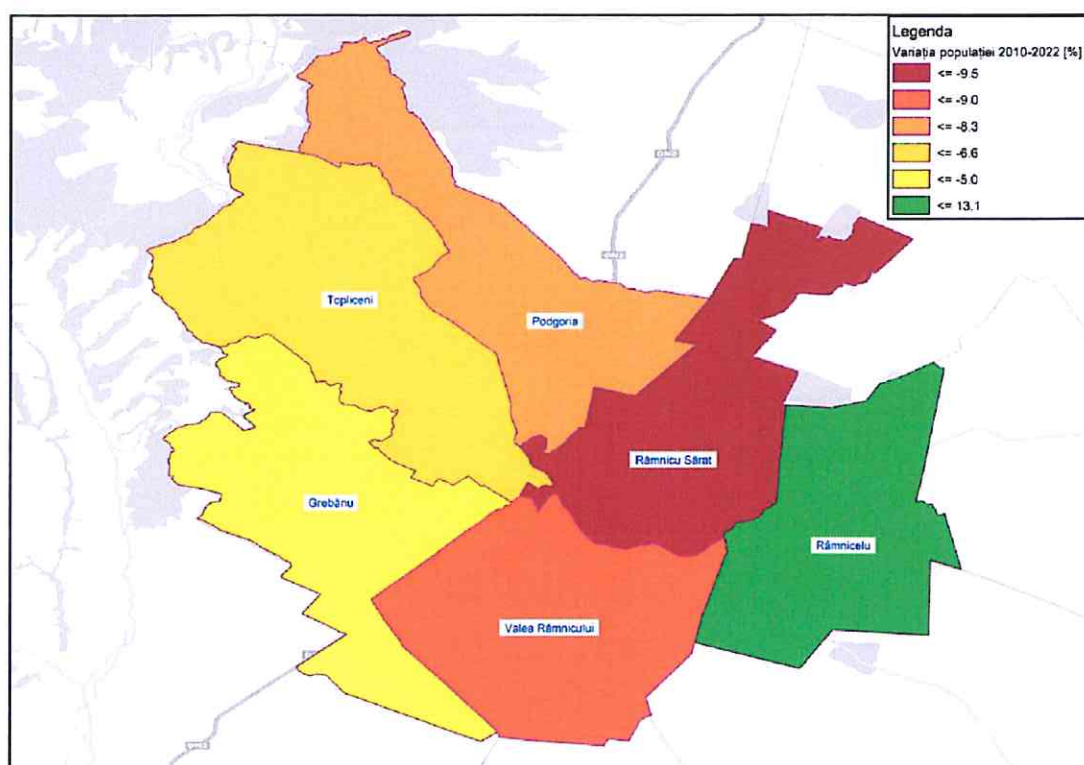 Legenda
Variația populației 2010-2022 [%]
<= -9.5
<= -9.0
<= -8.3
<= -6.6
<= -5.0
<= 13.1
Topliceni
Podgoria
Râmnicu Sărat
Grebănu
Râmnicelu
Valea Râmnicului